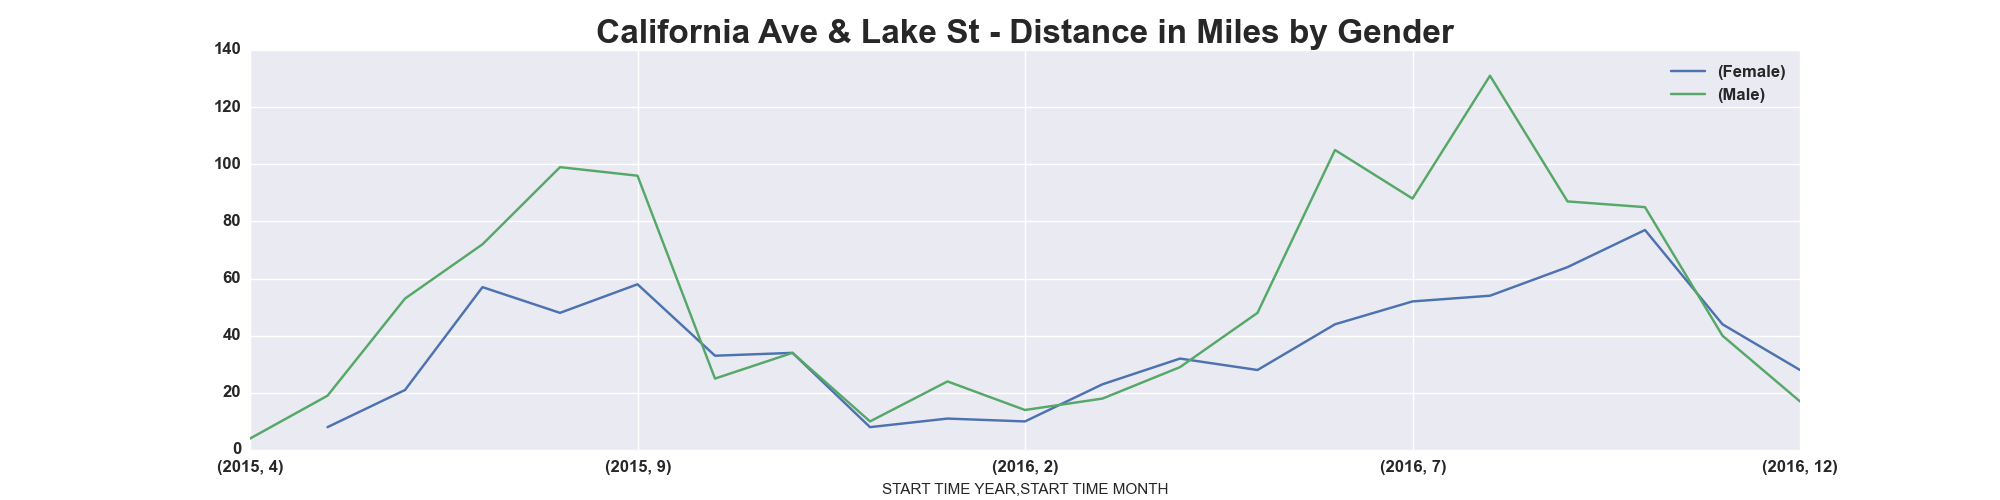 California Ave & Lake St - Distance in Miles by Gender
140
120
100
80
60
40
20
0
(Female)
(Male)
(2015, 4) (2015, 9) (2016, 2) (2016, 7) (2016, 12)
START TIME YEAR,START TIME MONTH